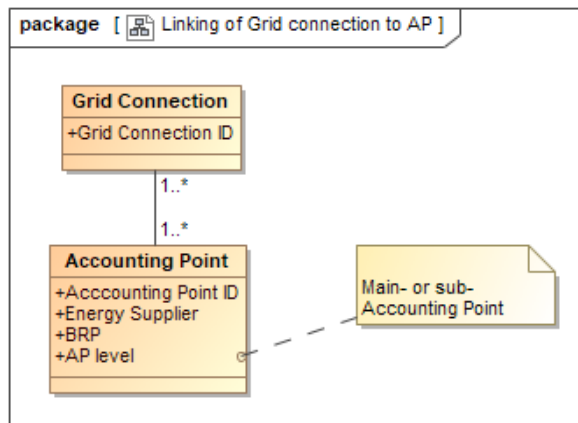 package [ Linking of Grid connection to AP ]
Grid Connection
+Grid Connection ID
1..*
1..*
Accounting Point
+Acccounting Point ID
+Energy Supplier
+BRP
+AP level
Main- or sub-
Accounting Point